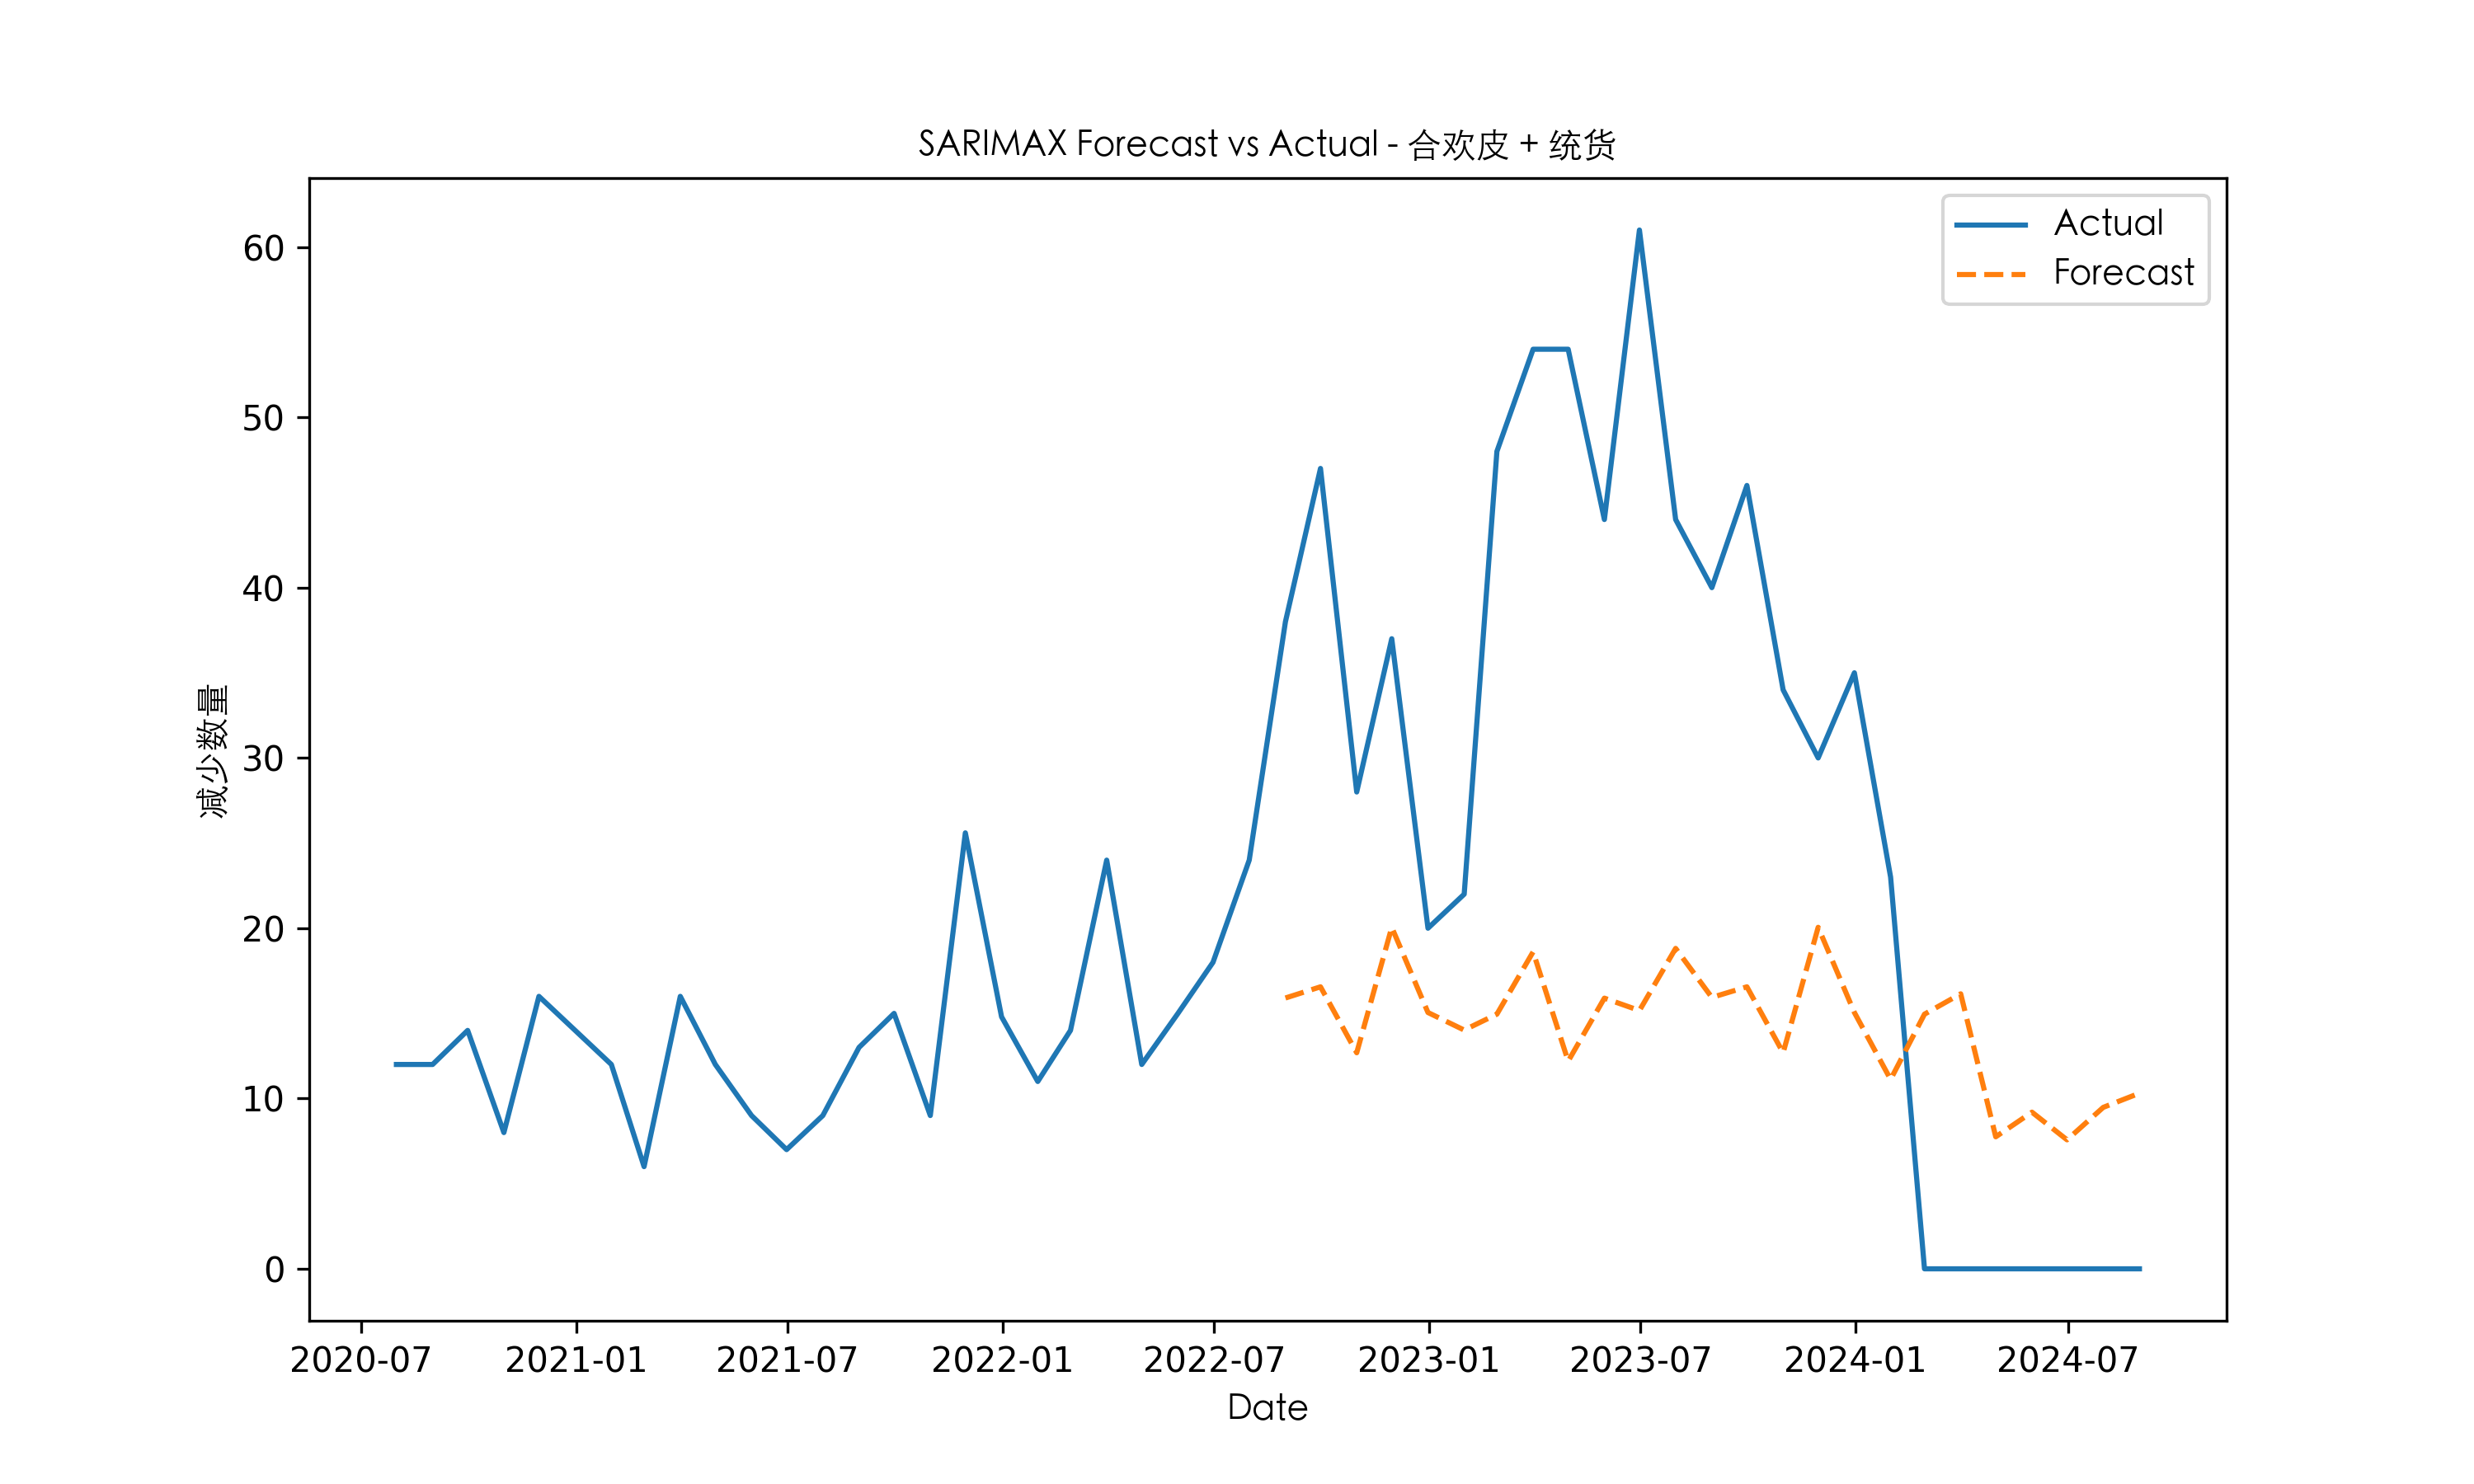 SARIMAX Forecast vs Actual - 合欢皮 + 统货
Actual
Forecast
减少数量
60
50
40
30
20
10
0
2020-07 2021-01 2021-07 2022-01 2022-07 2023-01 2023-07 2024-01 2024-07
Date